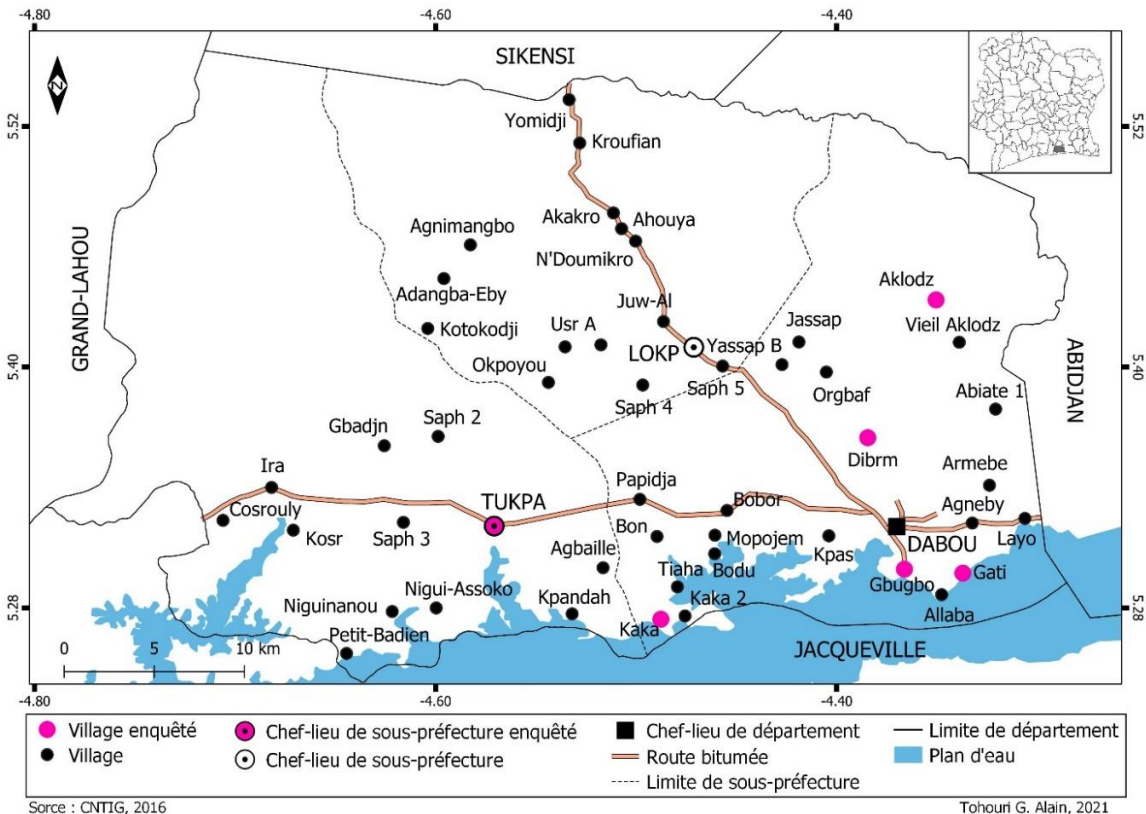 -4.80
-4.60
-4.40
SIKENSI
Yomidji
5.52
5.52
Kroufian
Akakro
Ahouya
Agnimangbo
N'Doumikro
Aklodz
Adangba-Eby
GRAND-LAHOU
Juw-Al
Vieil Aklodz
Kotokodji
Usr A
Jassap
LOKP
Yassap B
ABIDJAN
5.40
5.40
Okpoyou
Saph 5
Orgbaf
Saph 4
Abiate 1
Gbadjn
Saph 2
Dibrm
Armebe
Ira
Papidja
TUKPA
Bobor
Agneby
Cosrouly
Kosr
Saph 3
Bon
Mopojem
Kpas
DABOU
Layo
Agbaille
Tiaha
Bodu
Gbugbo
Gati
Nigui-Assoko
Niguinanou
Kpandah
Kaka 2
Allaba
5.28
5.28
Petit-Badien
Kaka
JACQUEVILLE
0 5 10 km
N
-4.80
-4.60
-4.40
Village enquêté
Village
Chef-lieu de sous-préfecture enquêté
Chef-lieu de sous-préfecture
Chef-lieu de département
Route bitumée
Limite de sous-préfecture
Limite de département
Plan d'eau
Sorce : CNTIG, 2016
Tohouri G. Alain, 2021